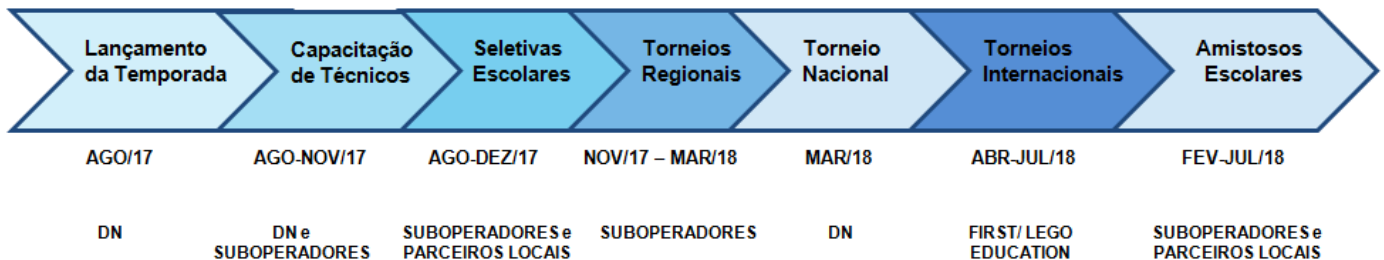 Lançamento
da Temporada
Capacitação
de Técnicos
Seletivas
Escolares
Torneios
Regionais
Torneio
Nacional
Torneios
Internacionais
Amistosos
Escolares
AGO/17
AGO-NOV/17
AGO-DEZ/17
NOV/17 – MAR/18
MAR/18
ABR-JUL/18
FEV-JUL/18
DN
DN e
SUBOPERADORES
SUBOPERADORES e
PARCEIROS LOCAIS
SUBOPERADORES
DN
FIRST/ LEGO
EDUCATION
SUBOPERADORES e
PARCEIROS LOCAIS